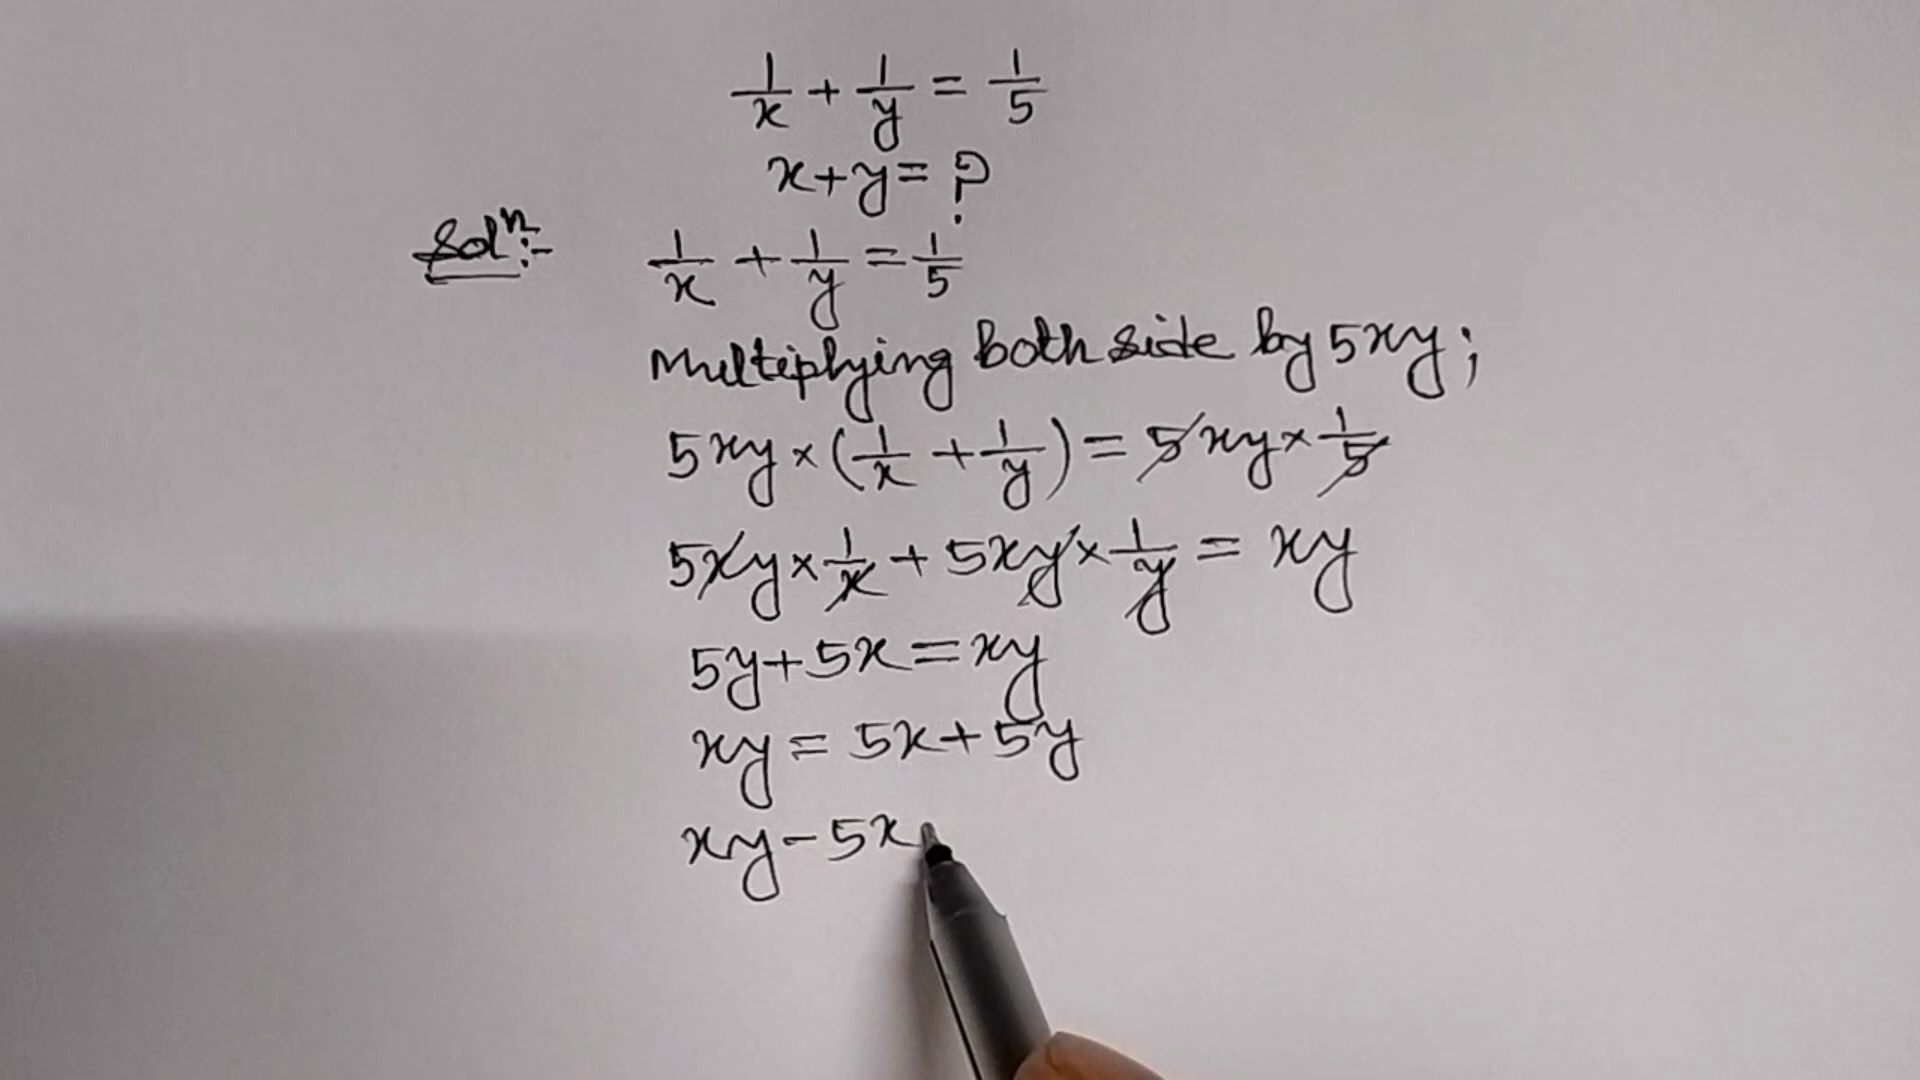 1/x + 1/y = 1/5
x+y = ?
Solⁿ:- 1/x + 1/y = 1/5
Multiplying both side by 5xy;
5xy × (1/x + 1/y) = 5xy × 1/5
5xy × 1/x + 5xy × 1/y = xy
5y + 5x = xy
xy = 5x + 5y
xy - 5x